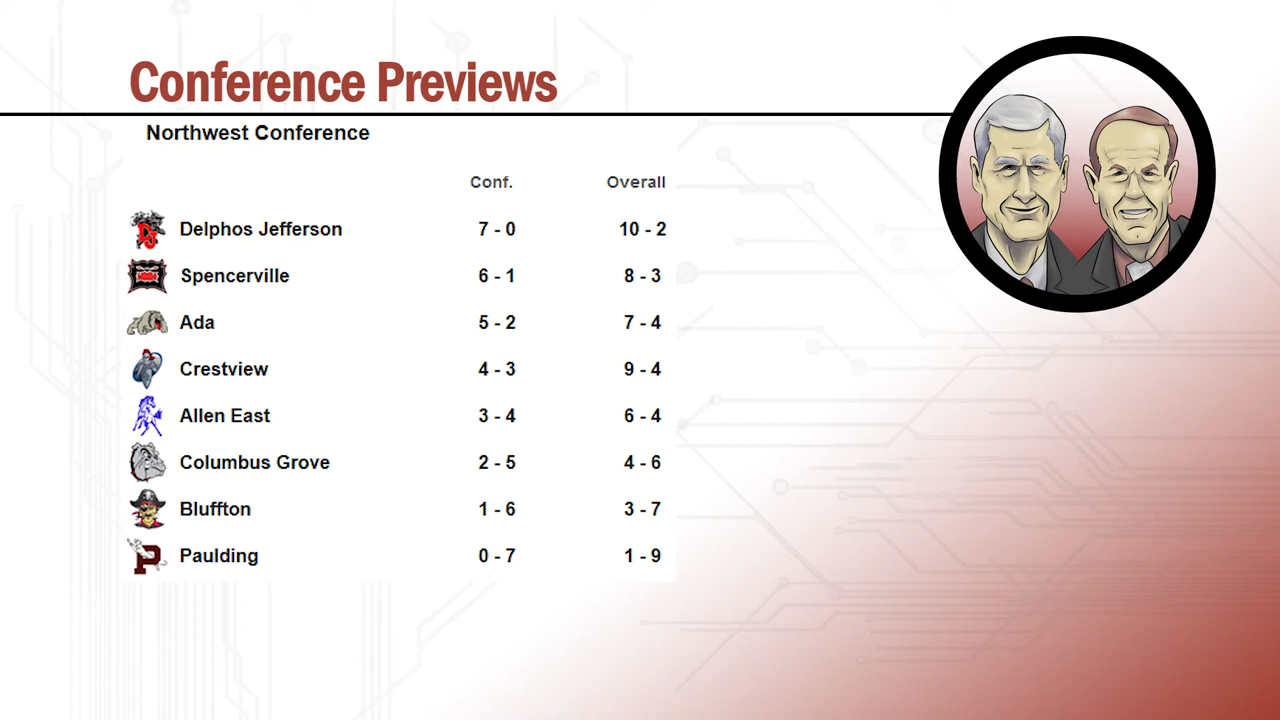 Conference Previews
Northwest Conference
Conf. Overall
Delphos Jefferson 7 - 0 10 - 2
Spencerville 6 - 1 8 - 3
Ada 5 - 2 7 - 4
Crestview 4 - 3 9 - 4
Allen East 3 - 4 6 - 4
Columbus Grove 2 - 5 4 - 6
Bluffton 1 - 6 3 - 7
P Paulding 0 - 7 1 - 9